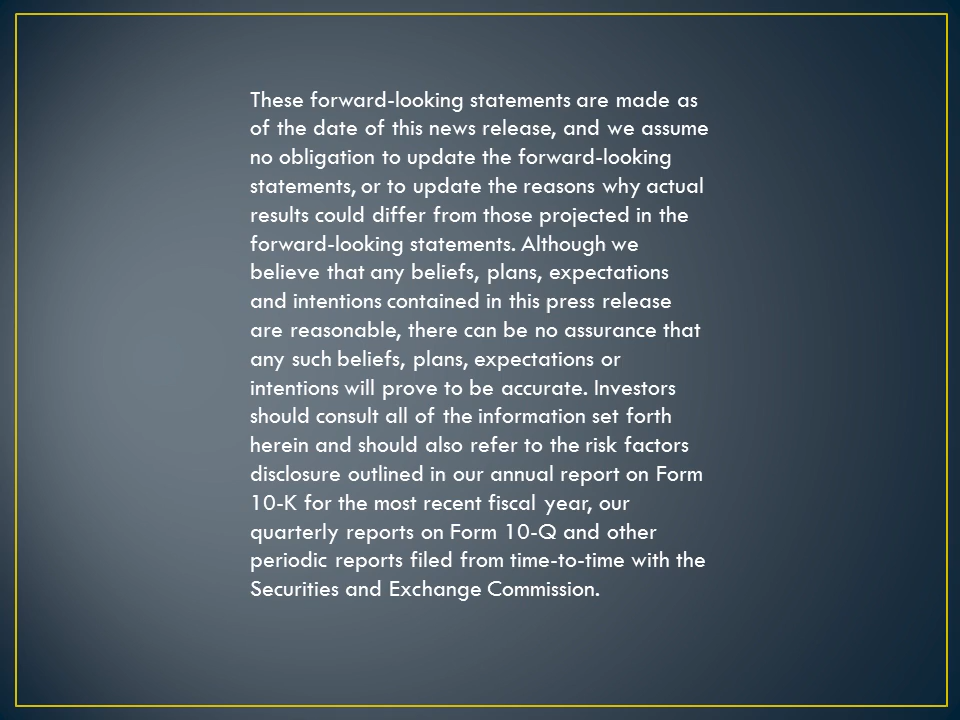 These forward-looking statements are made as
of the date of this news release, and we assume
no obligation to update the forward-looking
statements, or to update the reasons why actual
results could differ from those projected in the
forward-looking statements. Although we
believe that any beliefs, plans, expectations
and intentions contained in this press release
are reasonable, there can be no assurance that
any such beliefs, plans, expectations or
intentions will prove to be accurate. Investors
should consult all of the information set forth
herein and should also refer to the risk factors
disclosure outlined in our annual report on Form
10-K for the most recent fiscal year, our
quarterly reports on Form 10-Q and other
periodic reports filed from time-to-time with the
Securities and Exchange Commission.